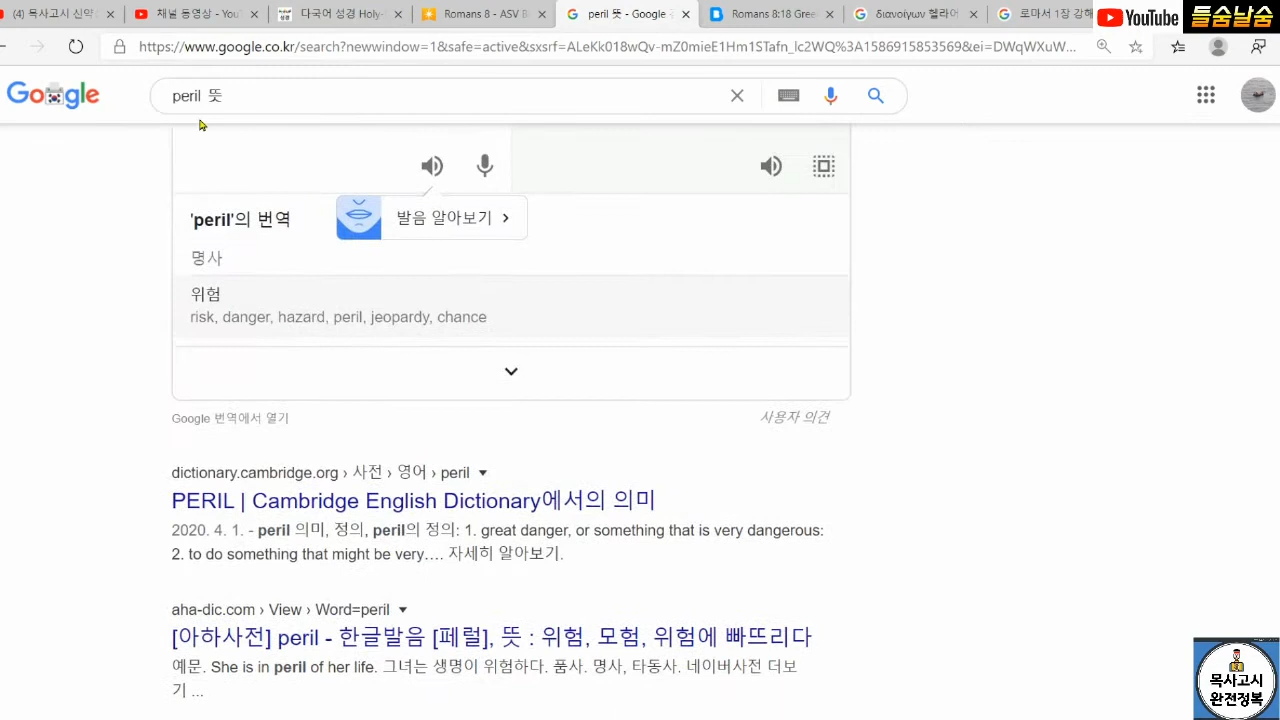 (4) 목사고시 신약
채널 동영상 - YouTu
다국어 성경 Holy-
Romans 8
peril 뜻 - Google
Romans 1:18 Gree
διανοίγων 헬라어
로마서 1장 강해
YouTube
들숨날숨
https://www.google.co.kr/search?newwindow=1&safe=active&sxsrf=ALeKk018wQv-mZ0mieE1Hm1STafn_lc2WQ%3A1586915853569&ei=DWqWXuW...
Google
peril 뜻
'peril'의 번역
발음 알아보기
명사
위험
risk, danger, hazard, peril, jeopardy, chance
Google 번역에서 열기
사용자 의견
dictionary.cambridge.org › 사전 › 영어 › peril
PERIL | Cambridge English Dictionary에서의 의미
2020. 4. 1. - peril 의미, 정의, peril의 정의: 1. great danger, or something that is very dangerous:
2. to do something that might be very…. 자세히 알아보기.
aha-dic.com › View › Word=peril
[아하사전] peril - 한글발음 [페럴], 뜻 : 위험, 모험, 위험에 빠뜨리다
예문. She is in peril of her life. 그녀는 생명이 위험하다. 품사. 명사, 타동사. 네이버사전 더보
기 ...
목사고시
완전정복